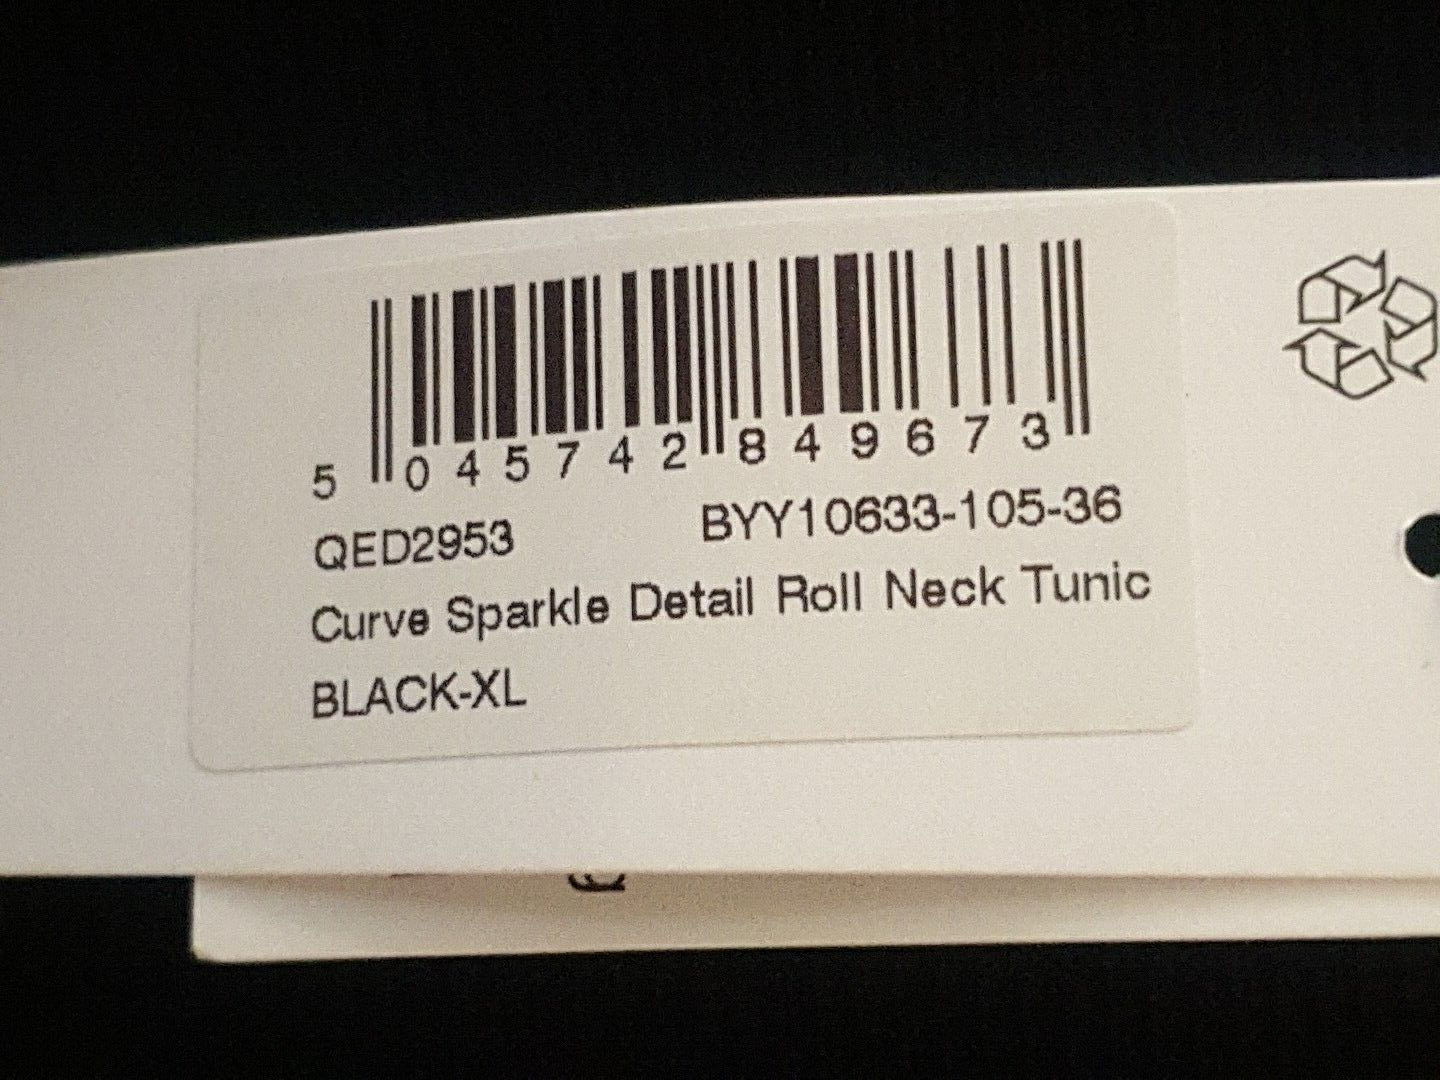 5 045742 849673
QED2953 BYY10633-105-36
Curve Sparkle Detail Roll Neck Tunic
BLACK-XL